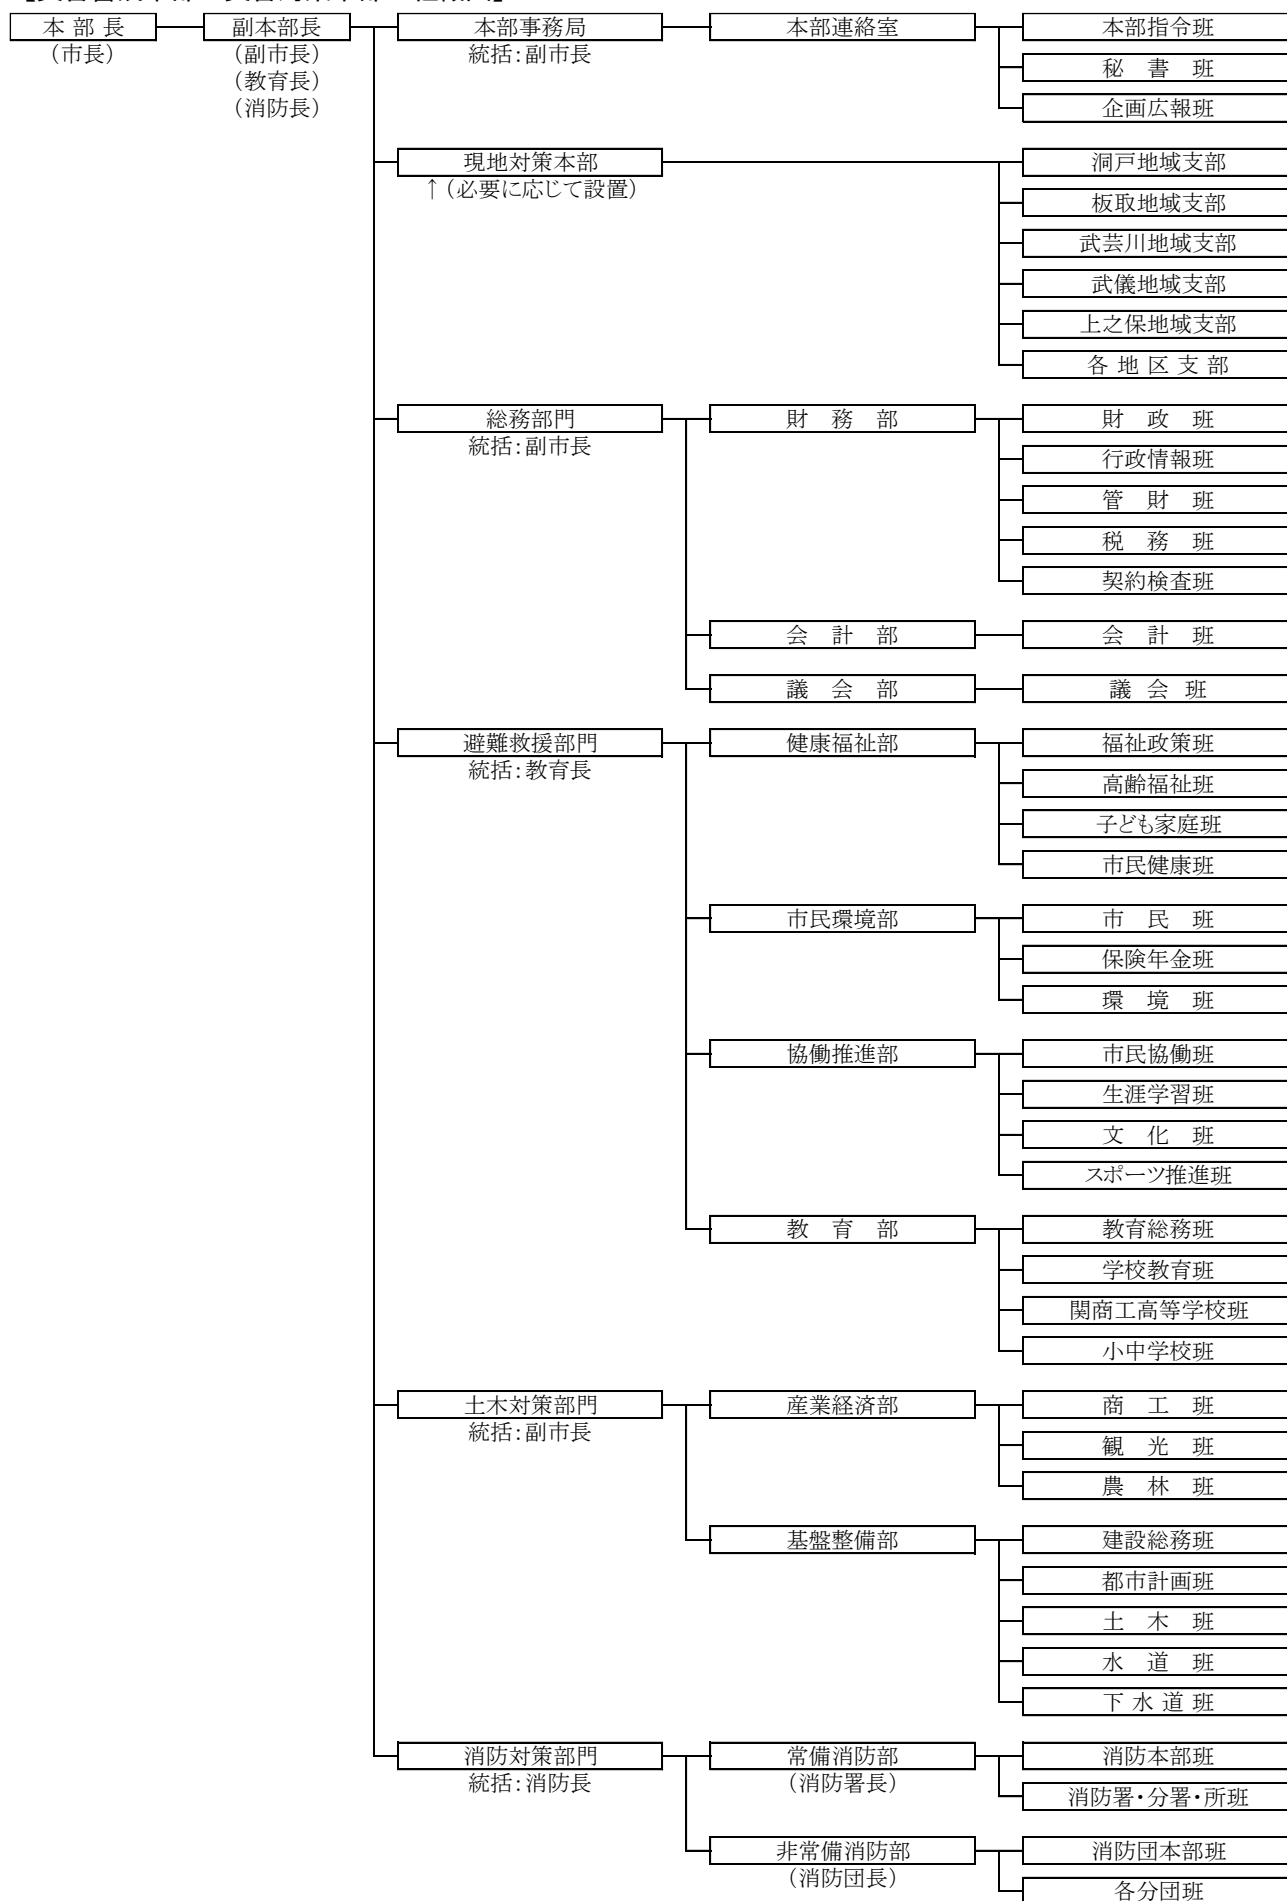 本 部 長 副本部長 本部事務局 本部連絡室 本部指令班
（市長） （副市長） 統括：副市長
（教育長） 秘 書 班
（消防長） 企画広報班
現地対策本部 洞戸地域支部
↑（必要に応じて設置）
板取地域支部
武芸川地域支部
武儀地域支部
上之保地域支部
各 地 区 支 部
総務部門 財 務 部 財 政 班
統括：副市長
行政情報班
管 財 班
税 務 班
契約検査班
会 計 部 会 計 班
議 会 部 議 会 班
避難救援部門 健康福祉部 福祉政策班
統括：教育長
高齢福祉班
子ども家庭班
市民健康班
市民環境部 市 民 班
保険年金班
環 境 班
協働推進部 市民協働班
生涯学習班
文 化 班
スポーツ推進班
教 育 部 教育総務班
学校教育班
関商工高等学校班
小中学校班
土木対策部門 産業経済部 商 工 班
統括：副市長
観 光 班
農 林 班
基盤整備部 建設総務班
都市計画班
土 木 班
水 道 班
下 水 道 班
消防対策部門 常備消防部 消防本部班
統括：消防長 （消防署長）
消防署・分署・所班
非常備消防部 消防団本部班
（消防団長）
各分団班